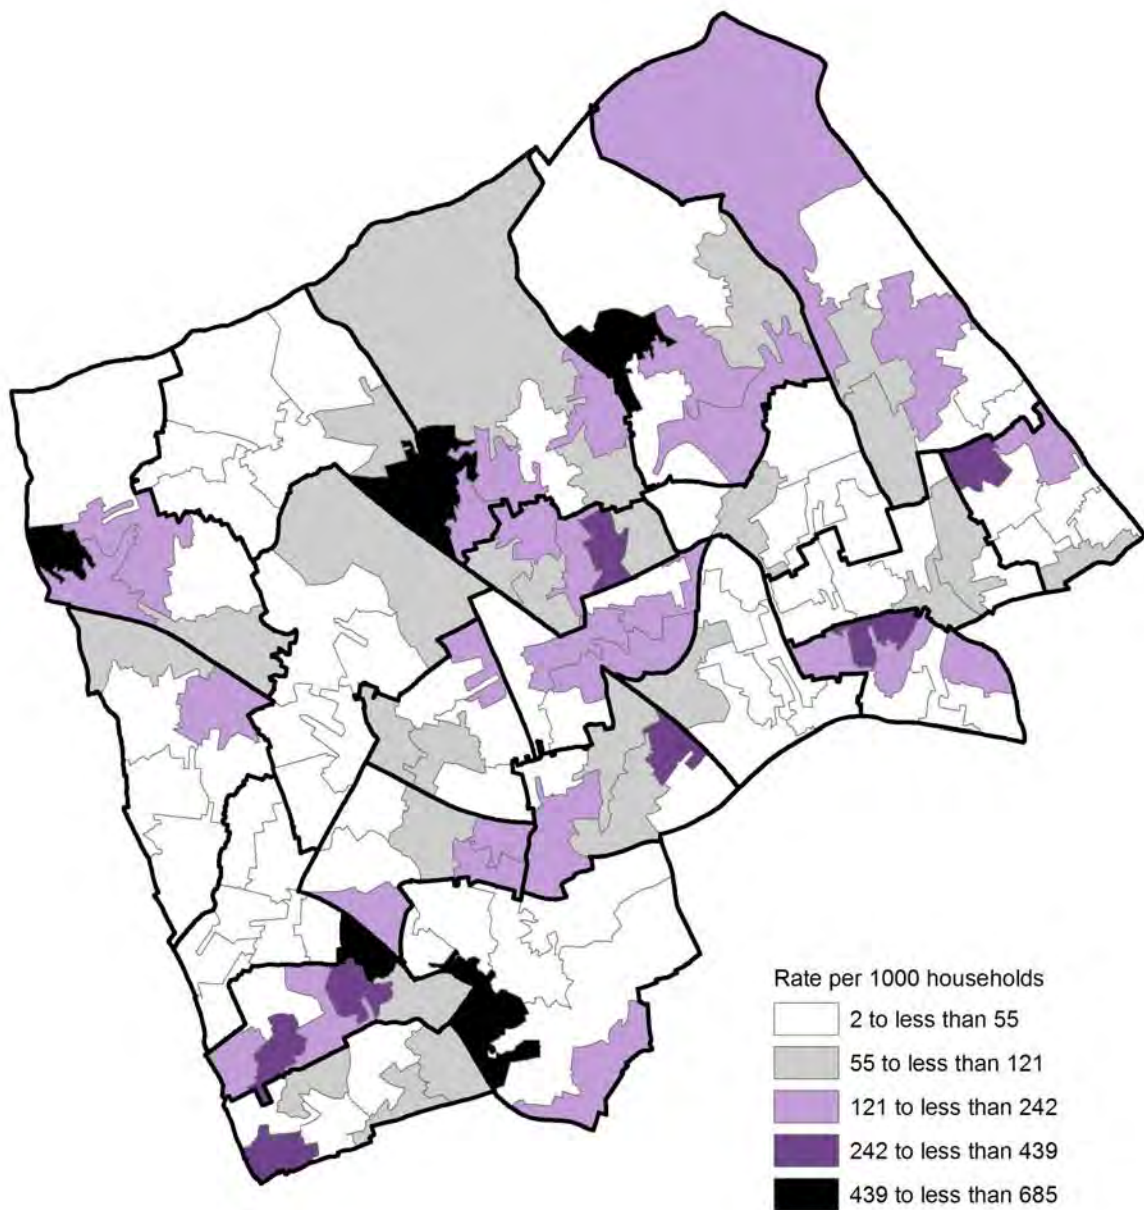 Rate per 1000 households
2 to less than 55
55 to less than 121
121 to less than 242
242 to less than 439
439 to less than 685